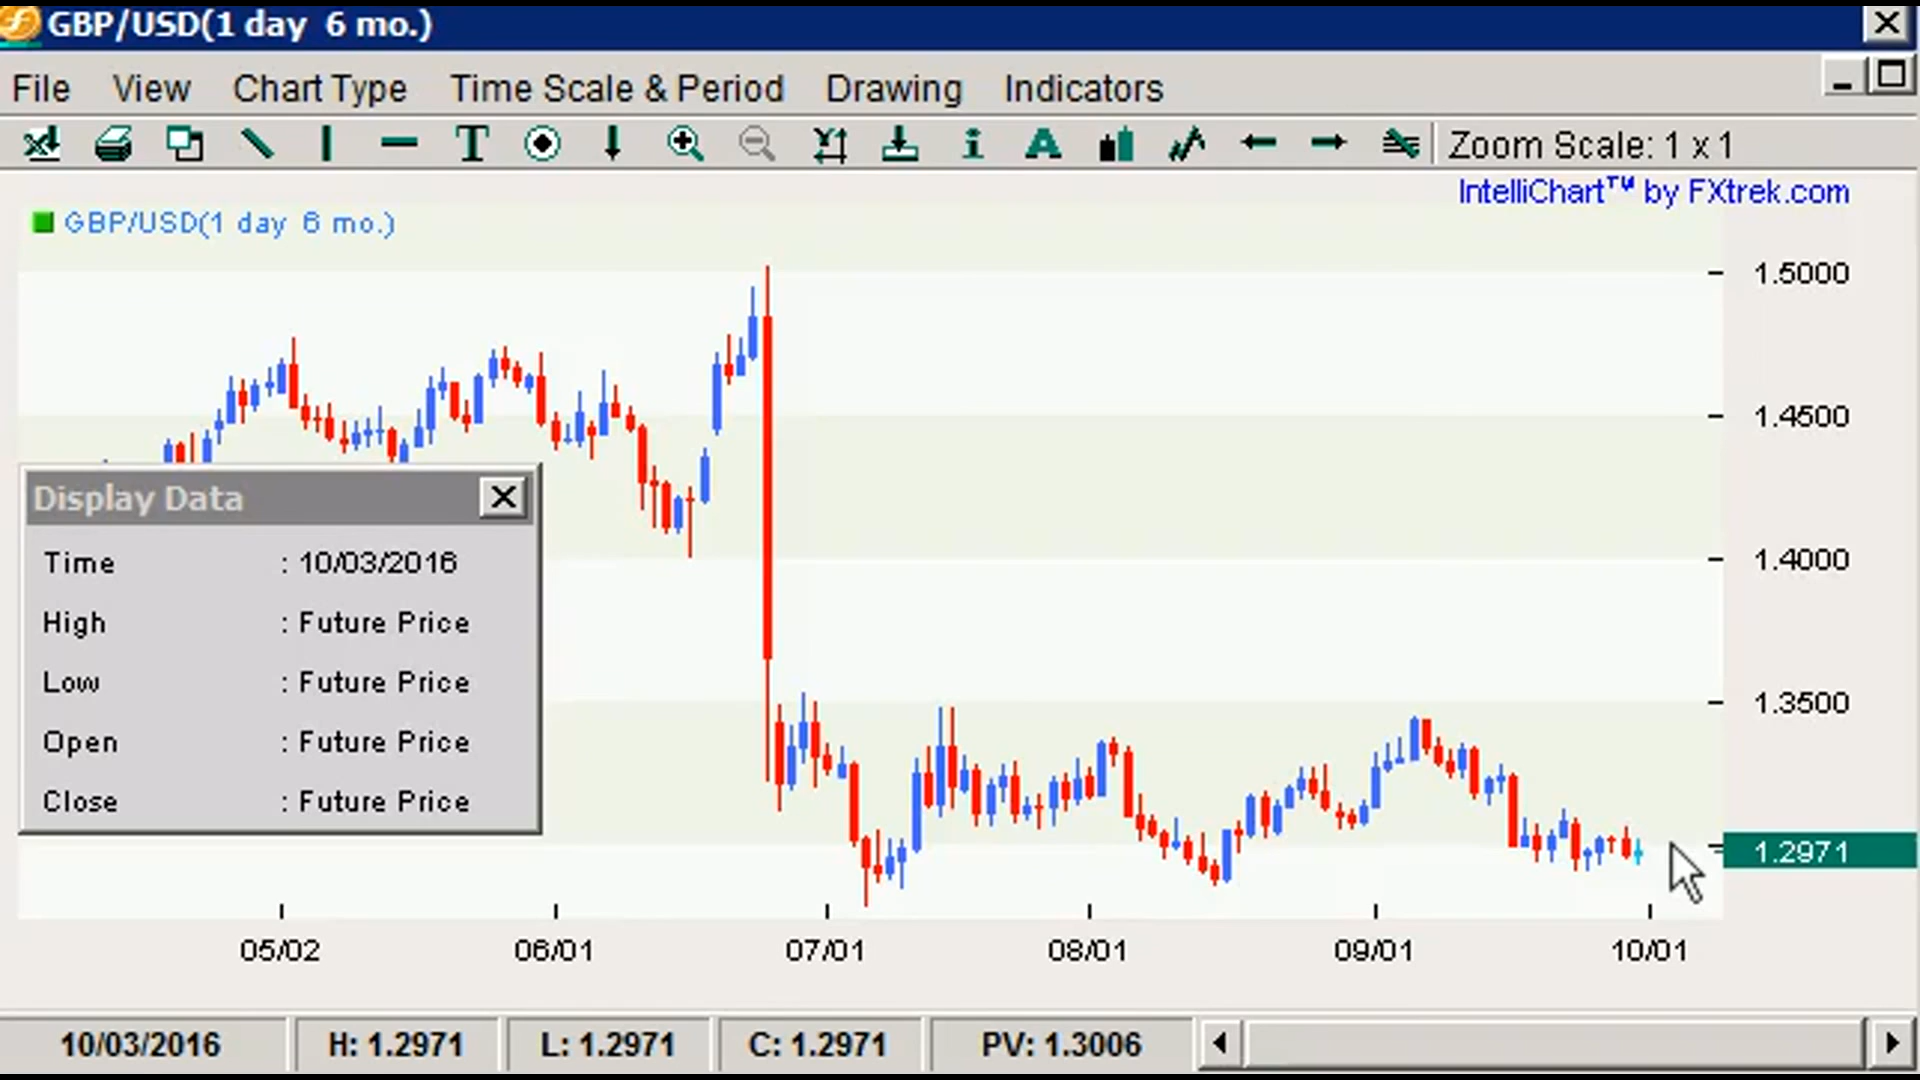 GBP/USD(1 day 6 mo.)
File View Chart Type Time Scale & Period Drawing Indicators
T i A Zoom Scale: 1 x 1
IntelliChart™ by FXtrek.com
GBP/USD(1 day 6 mo.)
1.5000
1.4500
1.4000
1.3500
1.2971
Display Data
Time : 10/03/2016
High : Future Price
Low : Future Price
Open : Future Price
Close : Future Price
05/02 06/01 07/01 08/01 09/01 10/01
10/03/2016 H: 1.2971 L: 1.2971 C: 1.2971 PV: 1.3006